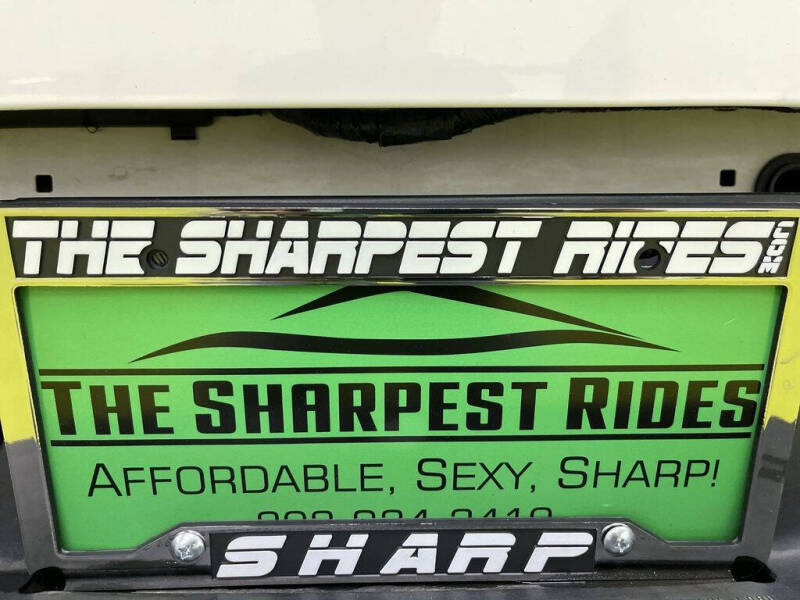 THE SHARPEST RIDES.COM
THE SHARPEST RIDES
AFFORDABLE, SEXY, SHARP!
SHARP